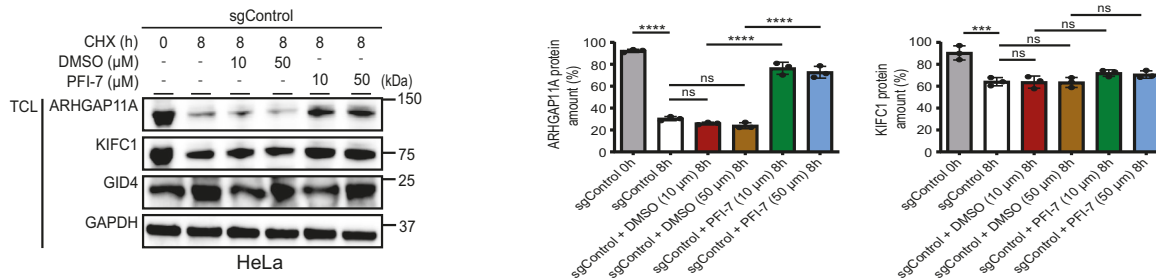 sgControl
CHX (h) 0 8 8 8 8 8
DMSO (µM) - - 10 50 - -
PFI-7 (µM) - - - - 10 50 (kDa)
TCL
ARHGAP11A 150
KIFC1 75
GID4 25
GAPDH 37
HeLa
ARHGAP11A protein
amount (%)
100
80
60
40
20
0
**** ns ns **** ****
sgControl 0h
sgControl 8h
sgControl + DMSO (10 µm) 8h
sgControl + DMSO (50 µm) 8h
sgControl + PFI-7 (10 µm) 8h
sgControl + PFI-7 (50 µm) 8h
KIFC1 protein
amount (%)
100
80
60
40
20
0
*** ns ns ns ns
sgControl 0h
sgControl 8h
sgControl + DMSO (10 µm) 8h
sgControl + DMSO (50 µm) 8h
sgControl + PFI-7 (10 µm) 8h
sgControl + PFI-7 (50 µm) 8h